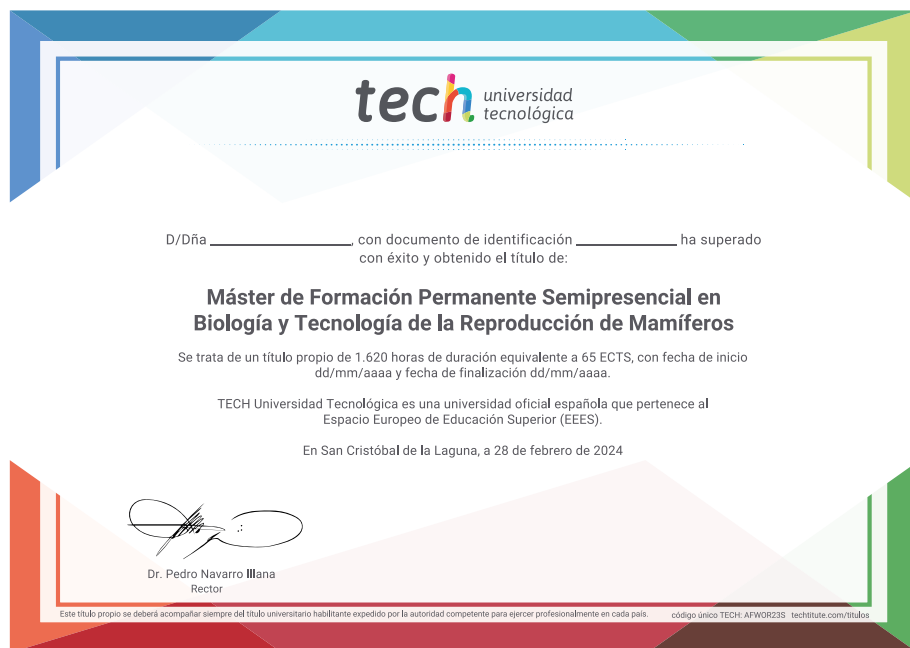 tech universidad
tecnológica
D/Dña ______________, con documento de identificación ______________ ha superado
con éxito y obtenido el título de:
Máster de Formación Permanente Semipresencial en
Biología y Tecnología de la Reproducción de Mamíferos
Se trata de un título propio de 1.620 horas de duración equivalente a 65 ECTS, con fecha de inicio
dd/mm/aaaa y fecha de finalización dd/mm/aaaa.
TECH Universidad Tecnológica es una universidad oficial española que pertenece al
Espacio Europeo de Educación Superior (EEES).
En San Cristóbal de la Laguna, a 28 de febrero de 2024
Dr. Pedro Navarro Illana
Rector
Este título propio se deberá acompañar siempre del título universitario habilitante expedido por la autoridad competente para ejercer profesionalmente en cada país. código único TECH: AFWOR23S techtitute.com/titulos